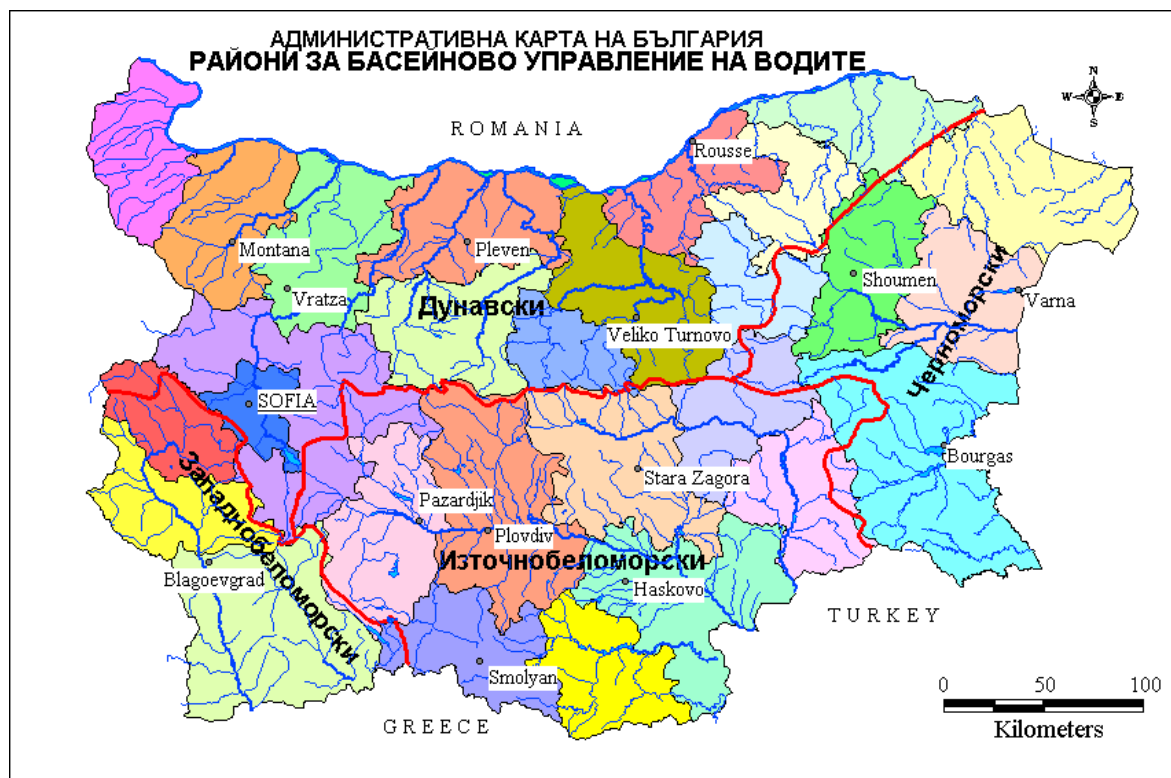 АДМИНИСТРАТИВНА КАРТА НА БЪЛГАРИЯ
РАЙОНИ ЗА БАСЕЙНОВО УПРАВЛЕНИЕ НА ВОДИТЕ
N
W E
S
ROMANIA
Rousse
Montana
Pleven
Vratza
Дунавски
Veliko Turnovo
Shoumen
Varna
Черноморски
SOFIA
Западнобеломорски
Bourgas
Stara Zagora
Pazardjik
Plovdiv
Източнобеломорски
Blagoevgrad
Haskovo
TURKEY
Smolyan
GREECE
0 50 100
Kilometers